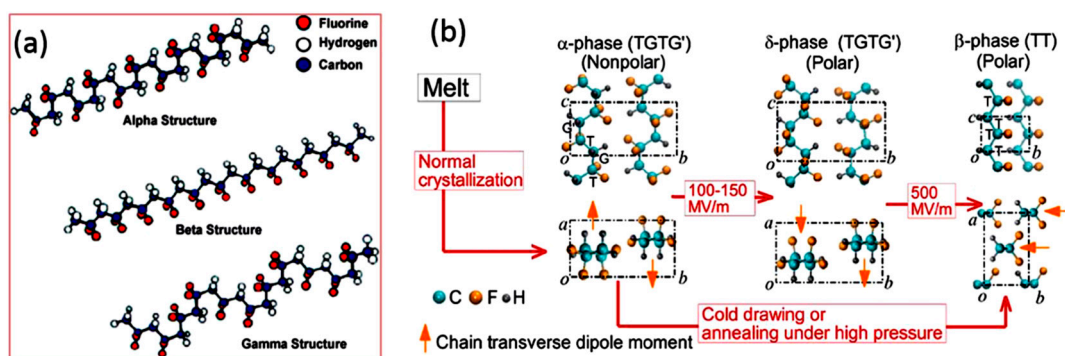 (a)
Fluorine
Hydrogen
Carbon
Alpha Structure
Beta Structure
Gamma Structure
(b)
α-phase (TGTG')
(Nonpolar)
δ-phase (TGTG')
(Polar)
β-phase (TT)
(Polar)
Melt
Normal
crystallization
c
G
T
G
T
o
b
100-150
MV/m
c
o
b
500
MV/m
T
c
T
T
T
o
b
a
o
b
a
o
b
a
o
b
C F H
Chain transverse dipole moment
Cold drawing or
annealing under high pressure